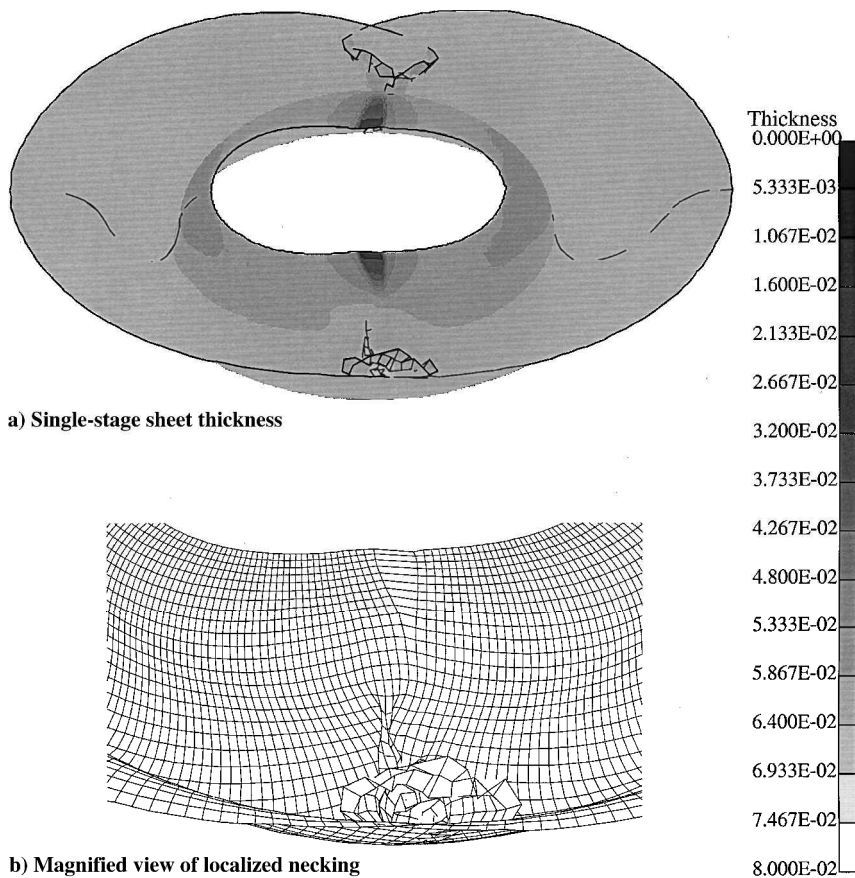 Thickness
0.000E+00
5.333E-03
1.067E-02
1.600E-02
2.133E-02
2.667E-02
3.200E-02
3.733E-02
4.267E-02
4.800E-02
5.333E-02
5.867E-02
6.400E-02
6.933E-02
7.467E-02
8.000E-02
a) Single-stage sheet thickness
b) Magnified view of localized necking